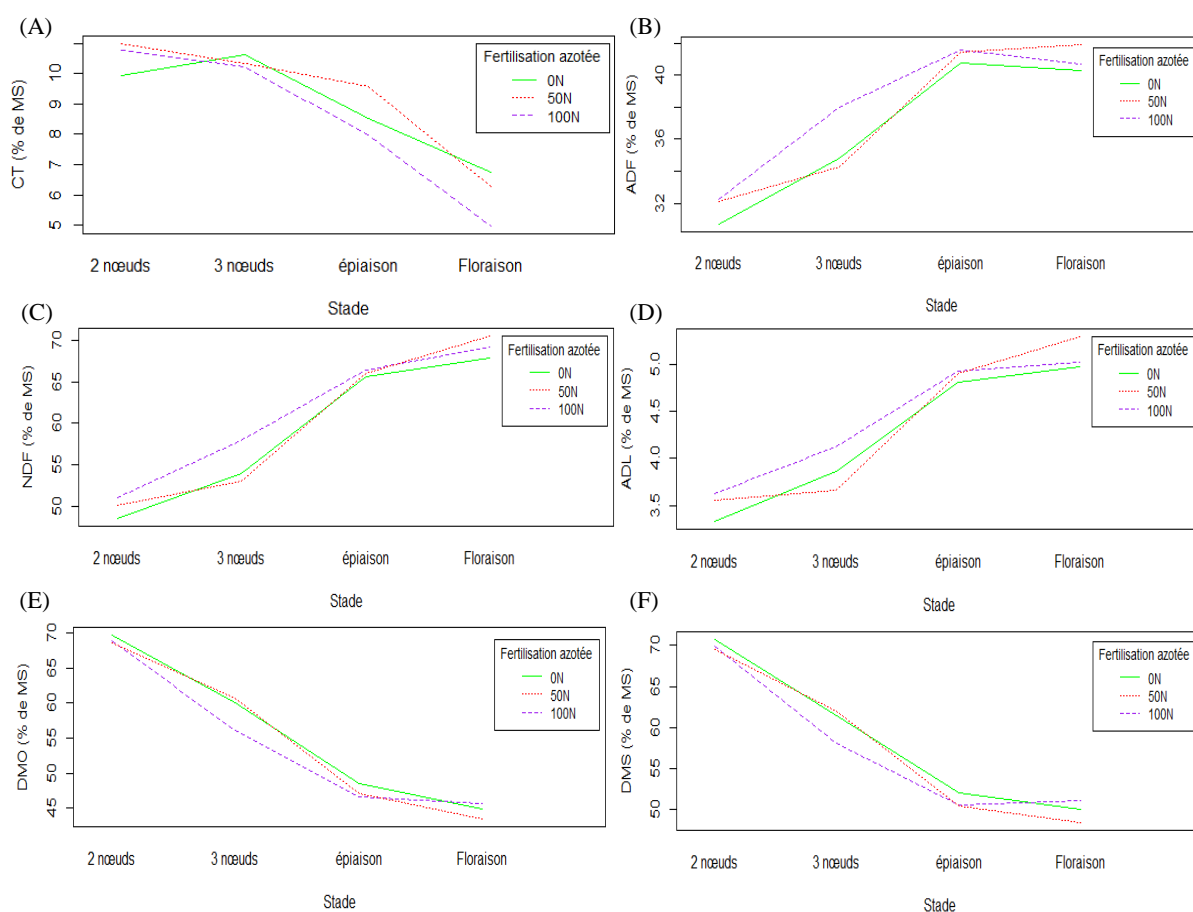 (A)
CT (% de MS)
10
9
8
7
6
5
Fertilisation azotée
0N
50N
100N
2 nœuds 3 nœuds épiaison Floraison
Stade
(B)
ADF (% de MS)
40
36
32
Fertilisation azotée
0N
50N
100N
2 nœuds 3 nœuds épiaison Floraison
Stade
(C)
NDF (% de MS)
70
65
60
55
50
Fertilisation azotée
0N
50N
100N
2 nœuds 3 nœuds épiaison Floraison
Stade
(D)
ADL (% de MS)
5.0
4.5
4.0
3.5
Fertilisation azotée
0N
50N
100N
2 nœuds 3 nœuds épiaison Floraison
Stade
(E)
DMO (% de MS)
70
65
60
55
50
45
Fertilisation azotée
0N
50N
100N
2 nœuds 3 nœuds épiaison Floraison
Stade
(F)
DMS (% de MS)
70
65
60
55
50
Fertilisation azotée
0N
50N
100N
2 nœuds 3 nœuds épiaison Floraison
Stade